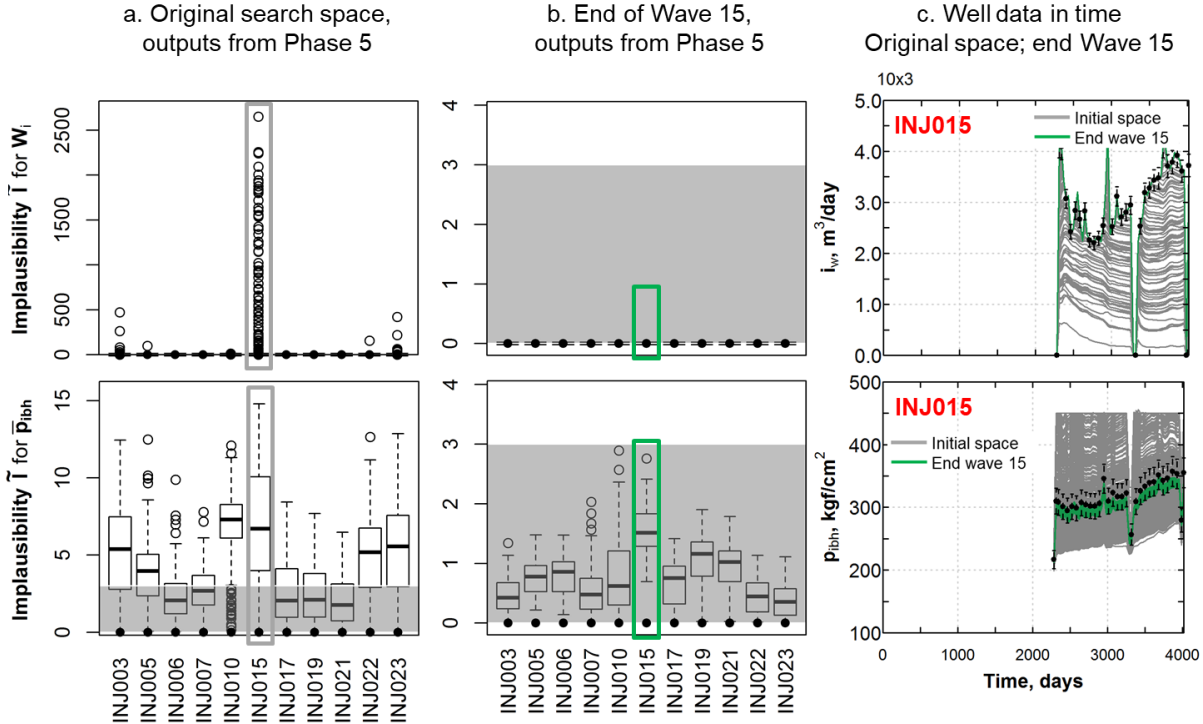 a. Original search space,
outputs from Phase 5
b. End of Wave 15,
outputs from Phase 5
c. Well data in time
Original space; end Wave 15
Implausibility Ĩ for Wi
2500
1500
500
0
4
3
2
1
0
10x3
5.0
4.0
3.0
2.0
1.0
0.0
iw, m3/day
INJ015
Initial space
End wave 15
Implausibility Ĩ for p̅ibh
15
10
5
0
4
3
2
1
0
500
450
400
350
300
250
200
100
pibh, kgf/cm2
INJ015
Initial space
End wave 15
INJ003
INJ005
INJ006
INJ007
INJ010
INJ015
INJ017
INJ019
INJ021
INJ022
INJ023
INJ003
INJ005
INJ006
INJ007
INJ010
INJ015
INJ017
INJ019
INJ021
INJ022
INJ023
0
1000
2000
3000
4000
Time, days